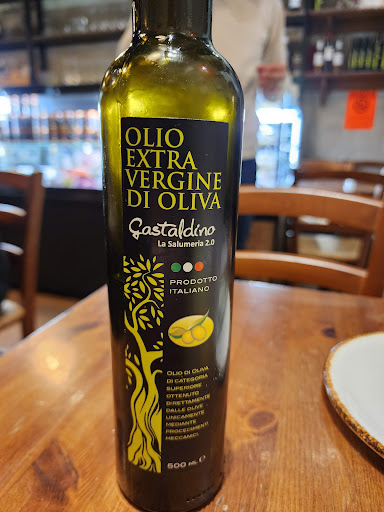 OLIO
EXTRA
VERGINE
DI OLIVA
Gastaldino
La Salumeria 2.0
PRODOTTO
ITALIANO
OLIO DI OLIVA
DI CATEGORIA
SUPERIORE
OTTENUTO
DIRETTAMENTE
DALLE OLIVE
UNICAMENTE
MEDIANTE
PROCEDIMENTI
MECCANICI
500 ML ℮